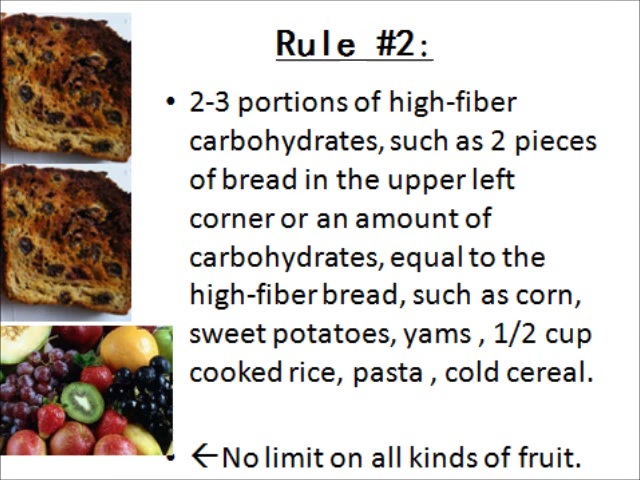 Rule #2:
• 2-3 portions of high-fiber
carbohydrates, such as 2 pieces
of bread in the upper left
corner or an amount of
carbohydrates, equal to the
high-fiber bread, such as corn,
sweet potatoes, yams , 1/2 cup
cooked rice, pasta , cold cereal.
• ←No limit on all kinds of fruit.